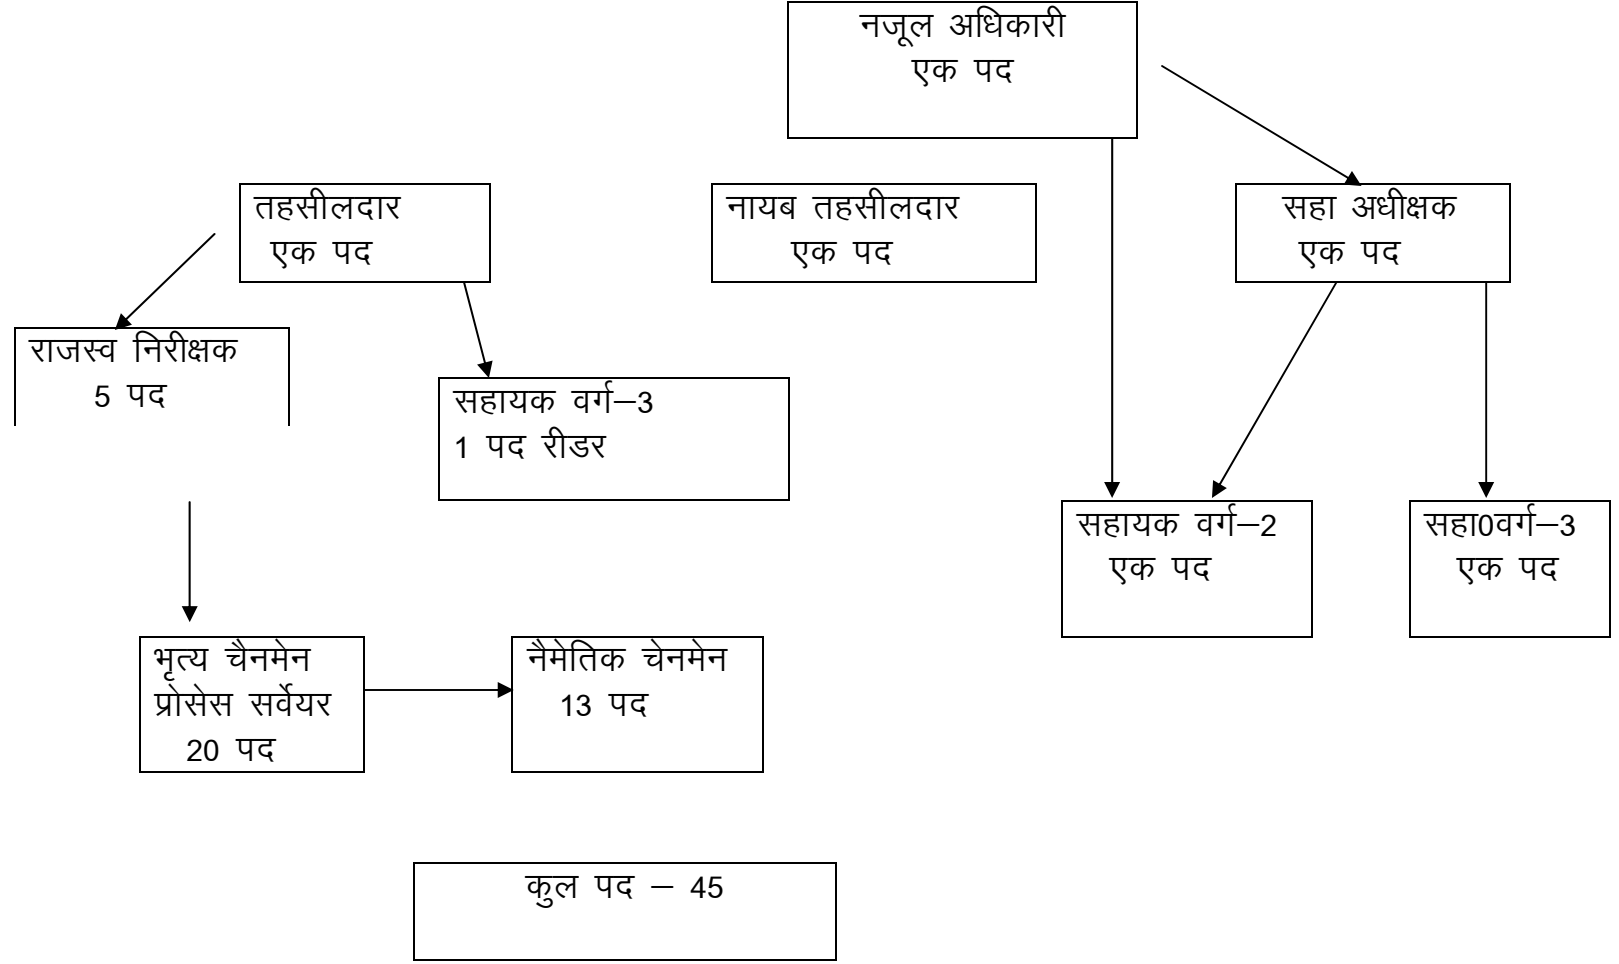 नजूल अधिकारी
एक पद
तहसीलदार
एक पद
नायब तहसीलदार
एक पद
सहा अधीक्षक
एक पद
राजस्व निरीक्षक
5 पद
सहायक वर्ग–3
1 पद रीडर
सहायक वर्ग–2
एक पद
सहा0वर्ग–3
एक पद
भृत्य चैनमेन
प्रोसेस सर्वेयर
20 पद
नैमेतिक चेनमेन
13 पद
कुल पद – 45